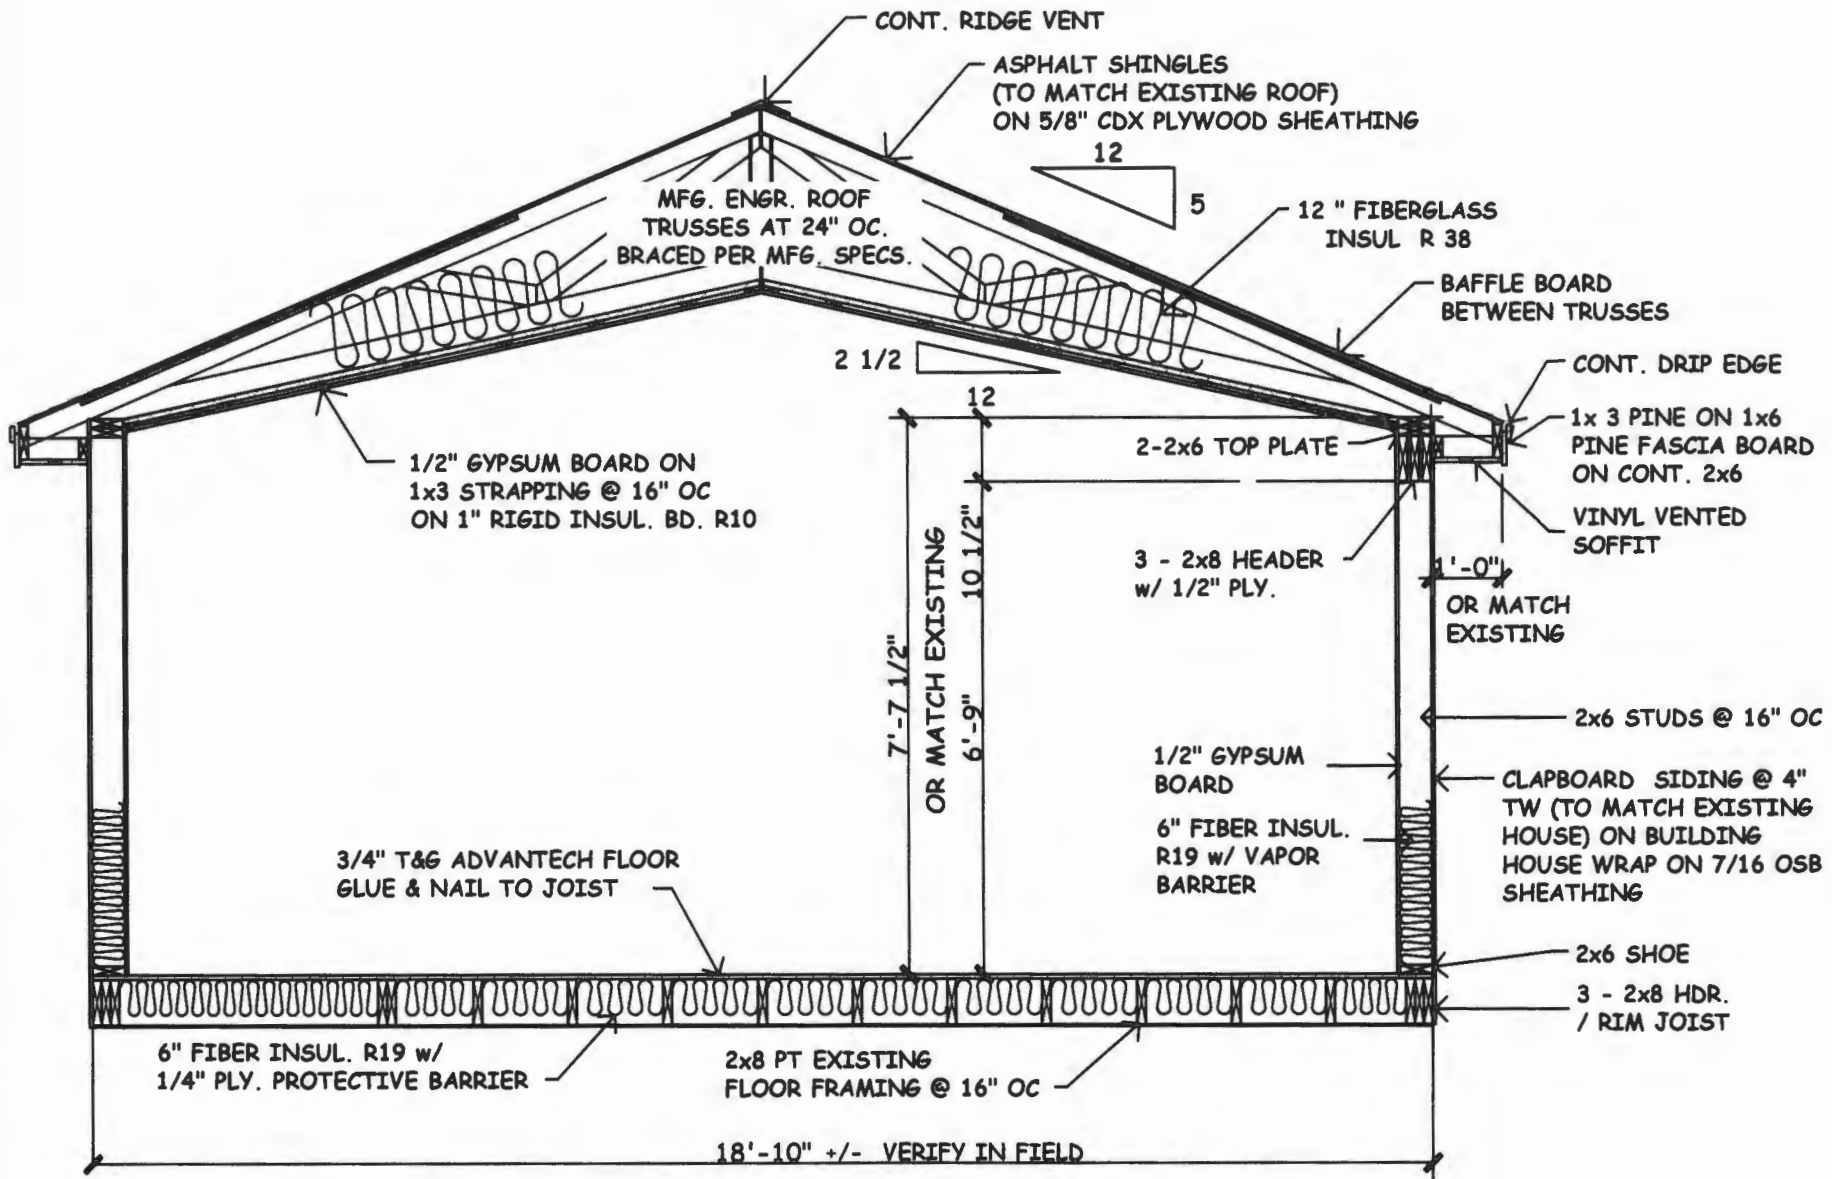 CONT. RIDGE VENT
ASPHALT SHINGLES
(TO MATCH EXISTING ROOF)
ON 5/8" CDX PLYWOOD SHEATHING
12
5
MFG. ENGR. ROOF
TRUSSES AT 24" OC.
BRACED PER MFG. SPECS.
12 " FIBERGLASS
INSUL R 38
BAFFLE BOARD
BETWEEN TRUSSES
2 1/2
12
CONT. DRIP EDGE
1x 3 PINE ON 1x6
PINE FASCIA BOARD
ON CONT. 2x6
2-2x6 TOP PLATE
1/2" GYPSUM BOARD ON
1x3 STRAPPING @ 16" OC
ON 1" RIGID INSUL. BD. R10
VINYL VENTED
SOFFIT
3 - 2x8 HEADER
w/ 1/2" PLY.
1'-0"
OR MATCH
EXISTING
7'-7 1/2"
OR MATCH EXISTING
10 1/2"
6'-9"
2x6 STUDS @ 16" OC
1/2" GYPSUM
BOARD
CLAPBOARD SIDING @ 4"
TW (TO MATCH EXISTING
HOUSE) ON BUILDING
HOUSE WRAP ON 7/16 OSB
SHEATHING
6" FIBER INSUL.
R19 w/ VAPOR
BARRIER
3/4" T&G ADVANTECH FLOOR
GLUE & NAIL TO JOIST
2x6 SHOE
3 - 2x8 HDR.
/ RIM JOIST
6" FIBER INSUL. R19 w/
1/4" PLY. PROTECTIVE BARRIER
2x8 PT EXISTING
FLOOR FRAMING @ 16" OC
18'-10" +/- VERIFY IN FIELD